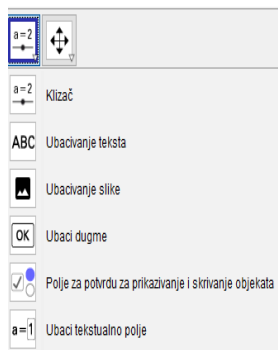 a=2
a=2 Klizač
ABC Ubacivanje teksta
Ubacivanje slike
OK Ubaci dugme
Polje za potvrdu za prikazivanje i skrivanje objekata
a=1 Ubaci tekstualno polje